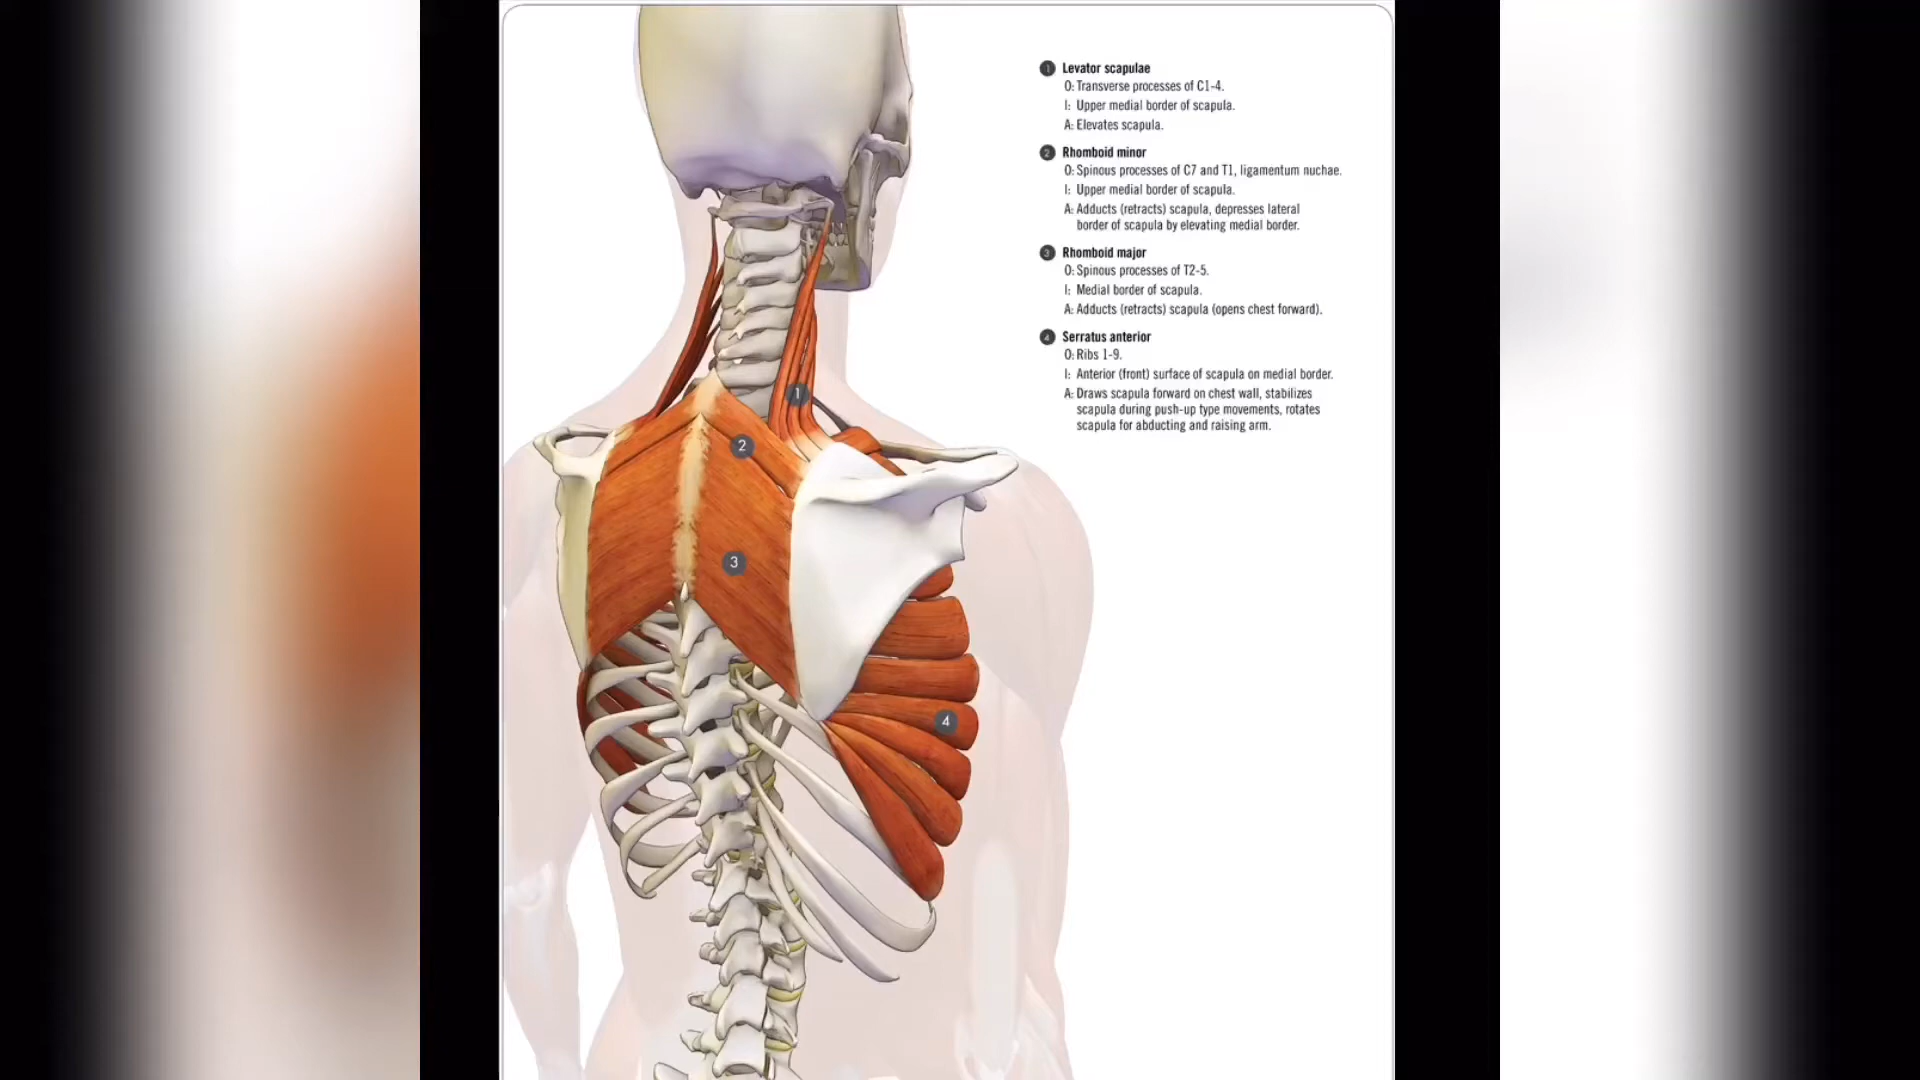 1 Levator scapulae
O: Transverse processes of C1-4.
I: Upper medial border of scapula.
A: Elevates scapula.
2 Rhomboid minor
O: Spinous processes of C7 and T1, ligamentum nuchae.
I: Upper medial border of scapula.
A: Adducts (retracts) scapula, depresses lateral
border of scapula by elevating medial border.
3 Rhomboid major
O: Spinous processes of T2-5.
I: Medial border of scapula.
A: Adducts (retracts) scapula (opens chest forward).
4 Serratus anterior
O: Ribs 1-9.
I: Anterior (front) surface of scapula on medial border.
A: Draws scapula forward on chest wall, stabilizes
scapula during push-up type movements, rotates
scapula for abducting and raising arm.
1
2
3
4